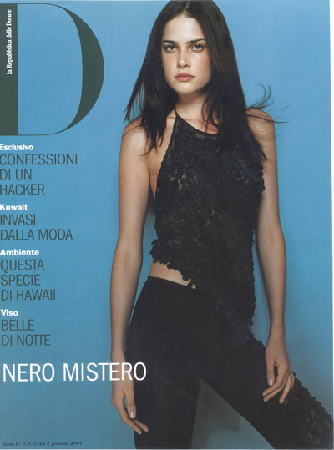 la Repubblica delle Donne
D
Esclusivo
CONFESSIONI
DI UN
HACKER
Kuwait
INVASI
DALLA MODA
Ambiente
QUESTA
SPECIE
DI HAWAII
Viso
BELLE
DI NOTTE
NERO MISTERO